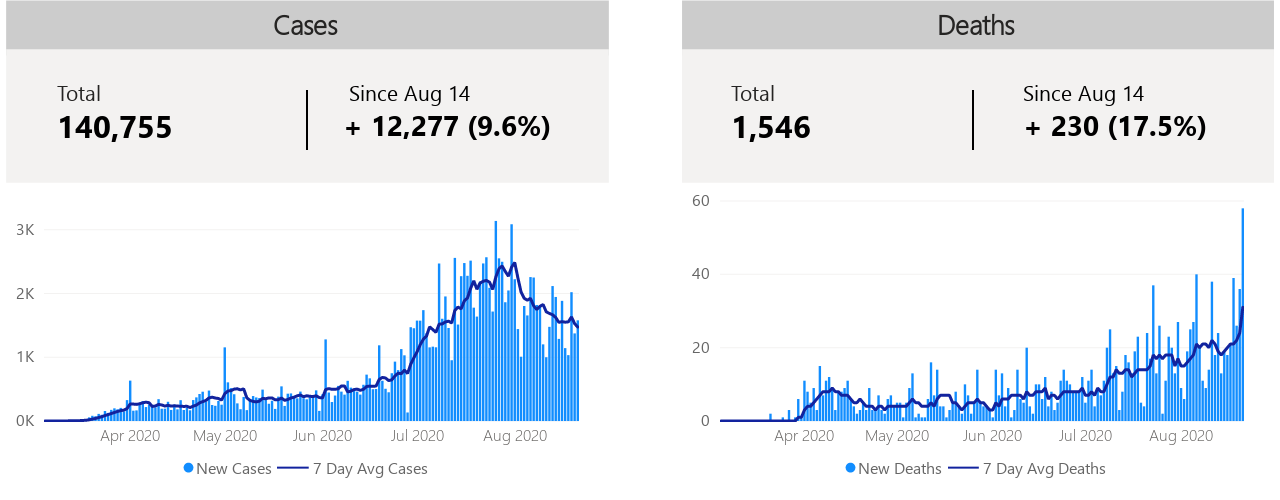 Cases
Total
Since Aug 14
140,755
+ 12,277 (9.6%)
3K
2K
1K
0K
Apr 2020
May 2020
Jun 2020
Jul 2020
Aug 2020
New Cases
7 Day Avg Cases
Deaths
Total
Since Aug 14
1,546
+ 230 (17.5%)
60
40
20
0
Apr 2020
May 2020
Jun 2020
Jul 2020
Aug 2020
New Deaths
7 Day Avg Deaths